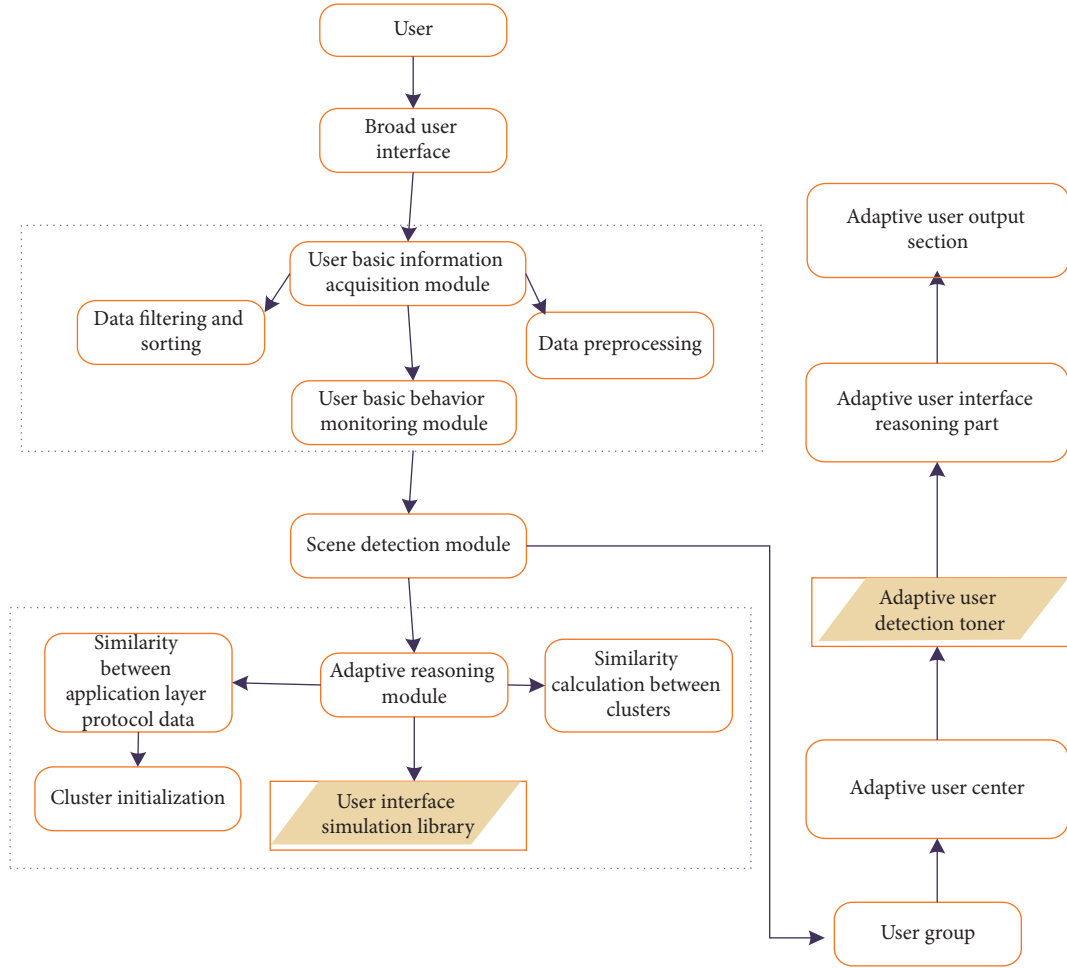 User
Broad user
interface
User basic information
acquisition module
Data filtering and
sorting
Data preprocessing
User basic behavior
monitoring module
Scene detection module
Similarity
between
application layer
protocol data
Adaptive reasoning
module
Similarity
calculation between
clusters
Cluster initialization
User interface
simulation library
Adaptive user output
section
Adaptive user interface
reasoning part
Adaptive user
detection toner
Adaptive user center
User group